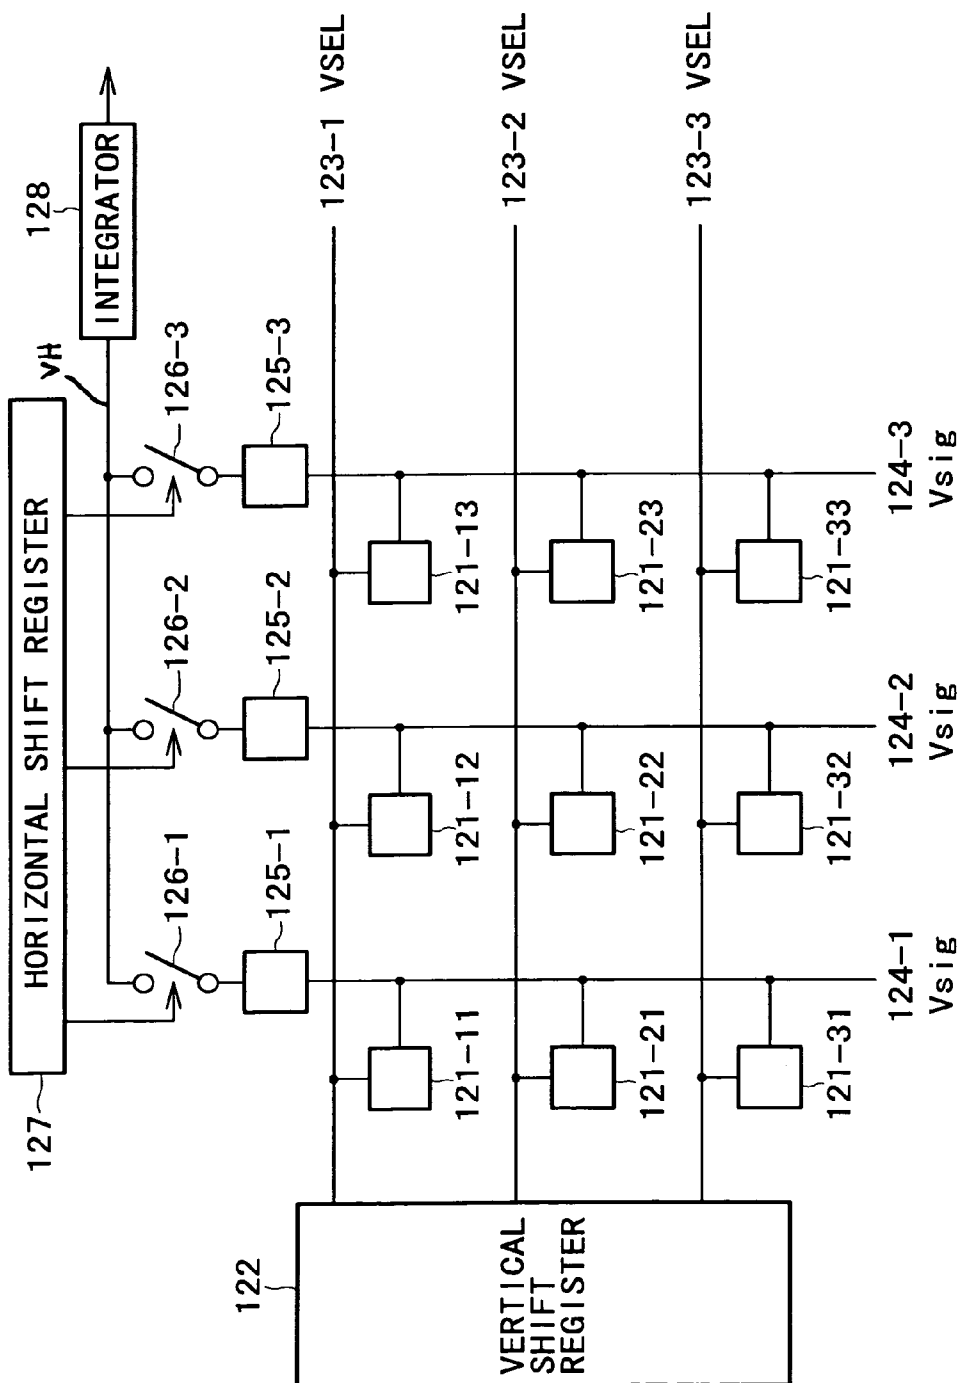 127
HORIZONTAL SHIFT REGISTER
VH
128
INTEGRATOR
126-1
126-2
126-3
125-1
125-2
125-3
122
VERTICAL
SHIFT
REGISTER
123-1 VSEL
121-11
121-12
121-13
123-2 VSEL
121-21
121-22
121-23
123-3 VSEL
121-31
121-32
121-33
124-1
Vsig
124-2
Vsig
124-3
Vsig